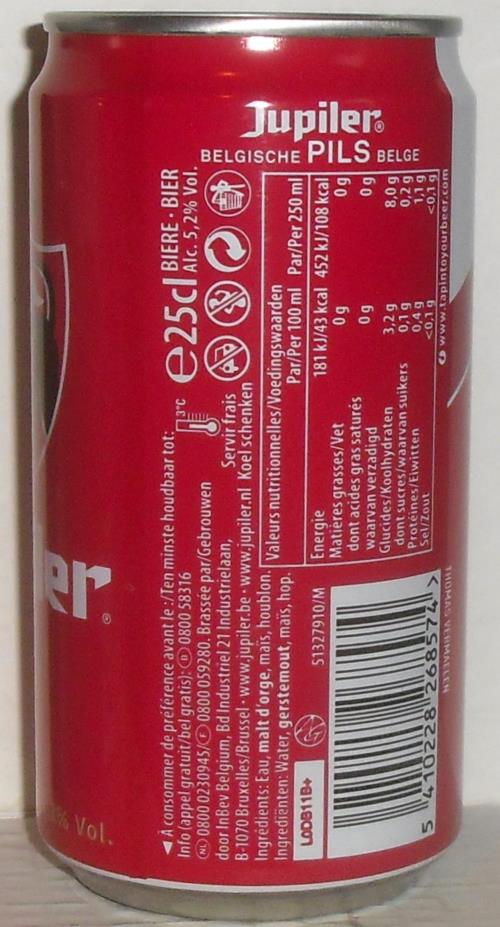 Jupiler®
BELGISCHE PILS BELGE
er®
% Vol.
◄ À consommer de préférence avant le :/Ten minste houdbaar tot:
Info (appel gratuit/bel gratis): D 0800 58316
NL 0800 0230945/F 0800 059280. Brassée par/Gebrouwen
door InBev Belgium, Bd Industriel 21 Industrielaan,
B-1070 Bruxelles/Brussel · www.jupiler.be · www.jupiler.nl
Ingrédients: Eau, malt d'orge, maïs, houblon.
Ingrediënten: Water, gerstemout, maïs, hop.
3°C
Servir frais
Koel schenken
e25cl BIERE · BIER
Alc. 5,2% Vol.
Valeurs nutritionnelles/Voedingswaarden
Par/Per 100 ml Par/Per 250 ml
Energie 181 kJ/43 kcal 452 kJ/108 kcal
Matières grasses/Vet 0 g 0 g
dont acides gras saturés
waarvan verzadigd 0 g 0 g
Glucides/Koolhydraten 3,2 g 8,0 g
dont sucres/waarvan suikers 0,1 g 0,2 g
Protéines/Eiwitten 0,4 g 1,1 g
Sel/Zout <0,1 g <0,1 g
www.tapintoyourbeer.com
51327910/M
L0DB11B+
5 410228 268574 >
THOMAS VERMAELEN